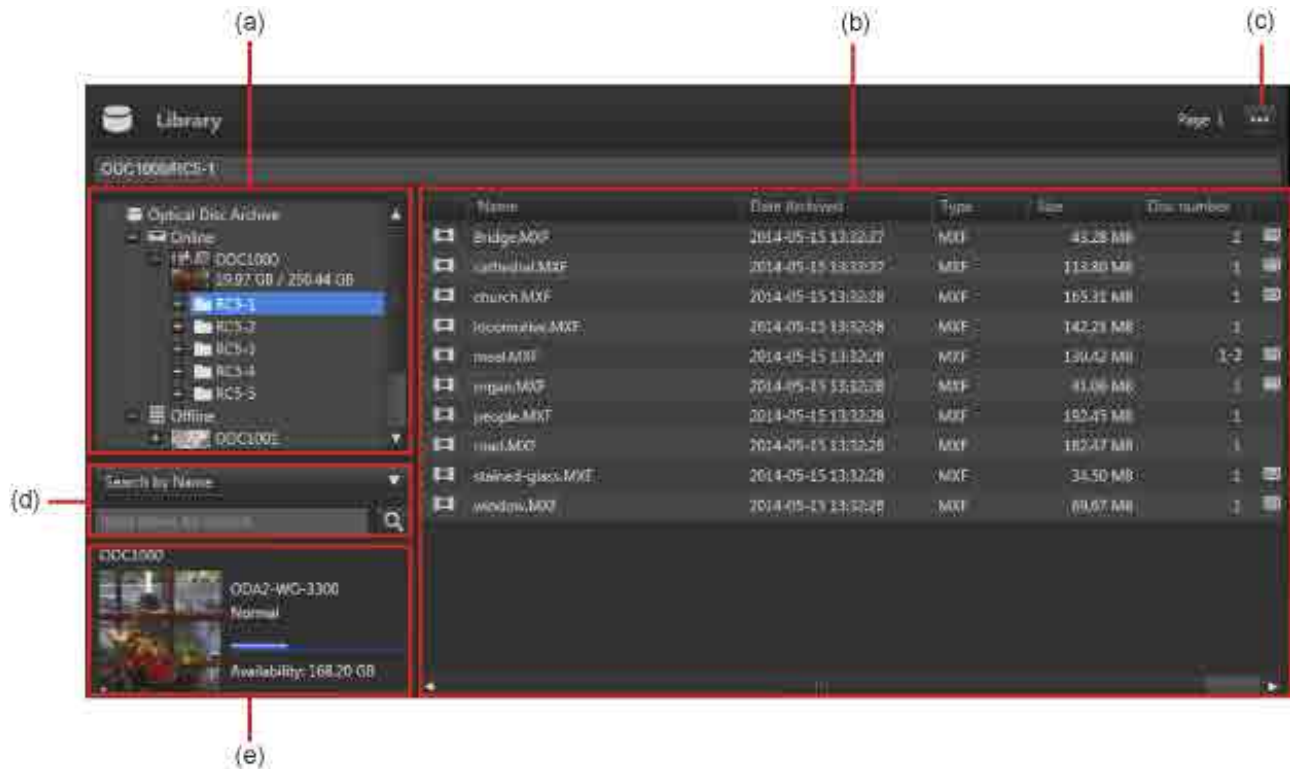 (a) (b) (c)
Library Page 1
ODC1000/RC5-1
Optical Disc Archive
Online
ODC1000
19.97 GB / 250.44 GB
RC5-1
RC5-2
RC5-3
RC5-4
RC5-5
Offline
ODC1001
Name Date Archived Type Size Disc number
Bridge.MXF 2014-05-15 13:32:27 MXF 43.28 MB 1
cathedral.MXF 2014-05-15 13:32:27 MXF 113.80 MB 1
church.MXF 2014-05-15 13:32:28 MXF 165.31 MB 1
locomotive.MXF 2014-05-15 13:32:28 MXF 142.21 MB 1
meal.MXF 2014-05-15 13:32:28 MXF 130.42 MB 1-2
organ.MXF 2014-05-15 13:32:28 MXF 41.06 MB 1
people.MXF 2014-05-15 13:32:28 MXF 192.45 MB 1
road.MXF 2014-05-15 13:32:28 MXF 182.47 MB 1
stained-glass.MXF 2014-05-15 13:32:28 MXF 34.50 MB 1
window.MXF 2014-05-15 13:32:28 MXF 69.67 MB 1
(d)
Search by Name
ODC1000
ODA2-WG-3300
Normal
Availability: 168.20 GB
(e)